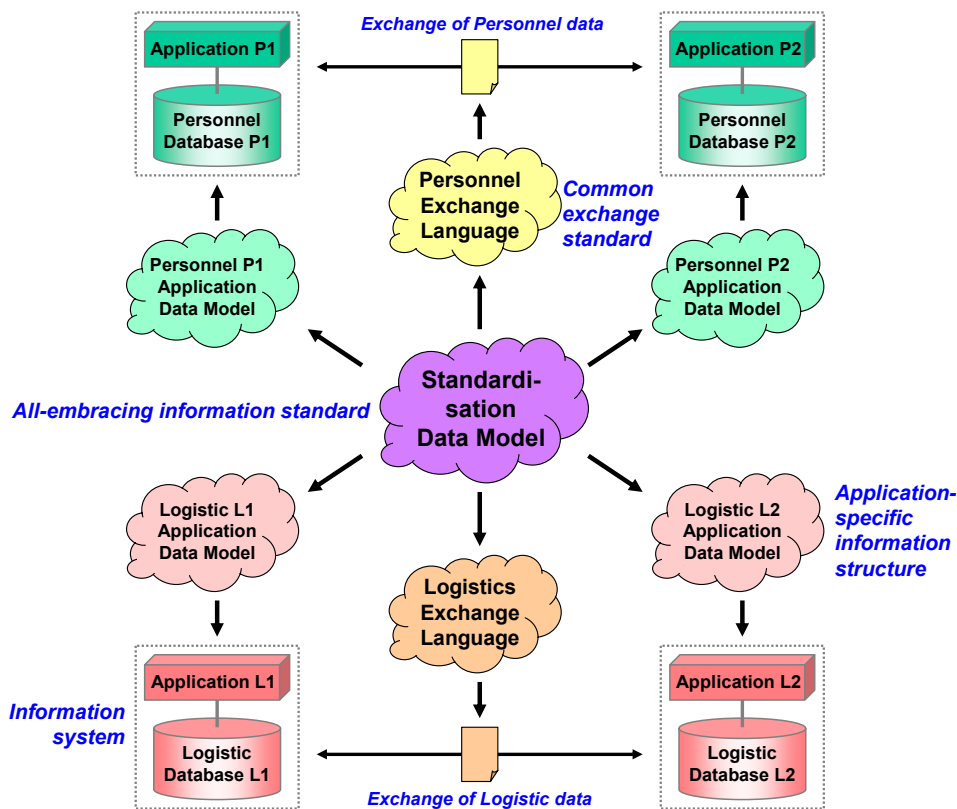 Exchange of Personnel data
Application P1
Application P2
Personnel
Database P1
Personnel
Database P2
Personnel
Exchange
Language
Common
exchange
standard
Personnel P1
Application
Data Model
Personnel P2
Application
Data Model
Standardi-
sation
Data Model
All-embracing information standard
Logistic L1
Application
Data Model
Logistic L2
Application
Data Model
Application-
specific
information
structure
Logistics
Exchange
Language
Application L1
Application L2
Information
system
Logistic
Database L1
Logistic
Database L2
Exchange of Logistic data